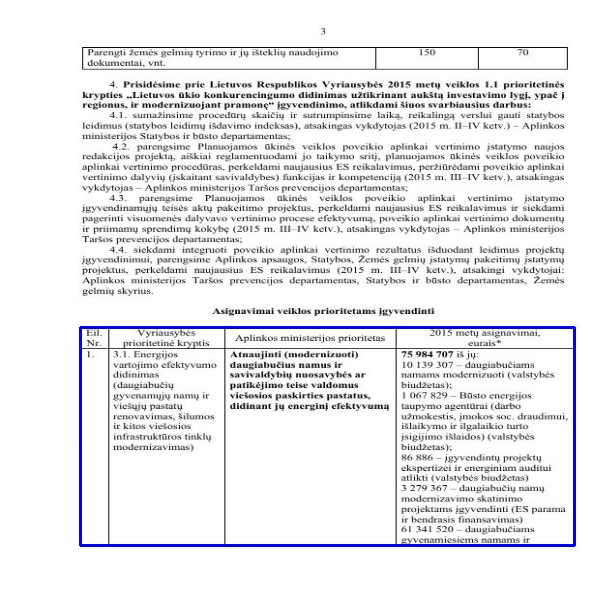 3
Parengti žemės gelmių tyrimo ir jų išteklių naudojimo dokumentai, vnt. 150 70
4. Prisidėsime prie Lietuvos Respublikos Vyriausybės 2015 metų veiklos 1.1 prioritetinės
krypties „Lietuvos ūkio konkurencingumo didinimas užtikrinant aukštą investavimo lygį, ypač į
regionus, ir modernizuojant pramonę“ įgyvendinimo, atlikdami šiuos svarbiausius darbus:
4.1. sumažinsime procedūrų skaičių ir sutrumpinsime laiką, reikalingą verslui gauti statybos
leidimus (statybos leidimų išdavimo indeksas), atsakingas vykdytojas (2015 m. II–IV ketv.) – Aplinkos
ministerijos Statybos ir būsto departamentas;
4.2. parengsime Planuojamos ūkinės veiklos poveikio aplinkai vertinimo įstatymo naujos
redakcijos projektą, aiškiai reglamentuodami jo taikymo sritį, planuojamos ūkinės veiklos poveikio
aplinkai vertinimo procedūras, perkeldami naujausius ES reikalavimus, peržiūrėdami poveikio aplinkai
vertinimo dalyvių (įskaitant savivaldybes) funkcijas ir kompetenciją (2015 m. III–IV ketv.), atsakingas
vykdytojas – Aplinkos ministerijos Taršos prevencijos departamentas;
4.3. parengsime Planuojamos ūkinės veiklos poveikio aplinkai vertinimo įstatymo
įgyvendinamųjų teisės aktų pakeitimo projektus, perkeldami naujausius ES reikalavimus ir siekdami
pagerinti visuomenės dalyvavo vertinimo procese efektyvumą, poveikio aplinkai vertinimo dokumentų
ir priimamų sprendimų kokybę (2015 m. III–IV ketv.), atsakingas vykdytojas – Aplinkos ministerijos
Taršos prevencijos departamentas;
4.4. siekdami integruoti poveikio aplinkai vertinimo rezultatus išduodant leidimus projektų
įgyvendinimui, parengsime Aplinkos apsaugos, Statybos, Žemės gelmių įstatymų pakeitimų įstatymų
projektus, perkeldami naujausius ES reikalavimus (2015 m. III–IV ketv.), atsakingi vykdytojai:
Aplinkos ministerijos Taršos prevencijos departamentas, Statybos ir būsto departamentas, Žemės
gelmių skyrius.
Asignavimai veiklos prioritetams įgyvendinti
Eil.
Nr.
Vyriausybės
prioritetinė kryptis
Aplinkos ministerijos prioritetas
2015 metų asignavimai,
eurais*
1.
3.1. Energijos
vartojimo efektyvumo
didinimas
(daugiabučių
gyvenamųjų namų ir
viešųjų pastatų
renovavimas, šilumos
ir kitos viešosios
infrastruktūros tinklų
modernizavimas)
Atnaujinti (modernizuoti)
daugiabučius namus ir
savivaldybių nuosavybės ar
patikėjimo teise valdomus
viešosios paskirties pastatus,
didinant jų energinį efektyvumą
75 984 707 iš jų:
10 139 307 – daugiabučiams
namams modernizuoti (valstybės
biudžetas);
1 067 829 – Būsto energijos
taupymo agentūrai (darbo
užmokestis, įmokos soc. draudimui,
išlaikymo ir ilgalaikio turto
įsigijimo išlaidos) (valstybės
biudžetas);
86 886 – įgyvendintų projektų
ekspertizei ir energiniam auditui
atlikti (valstybės biudžetas)
3 279 367 – daugiabučių namų
modernizavimo skatinimo
projektams įgyvendinti (ES parama
ir bendrasis finansavimas)
61 341 520 – daugiabučiams
gyvenamiesiems namams ir